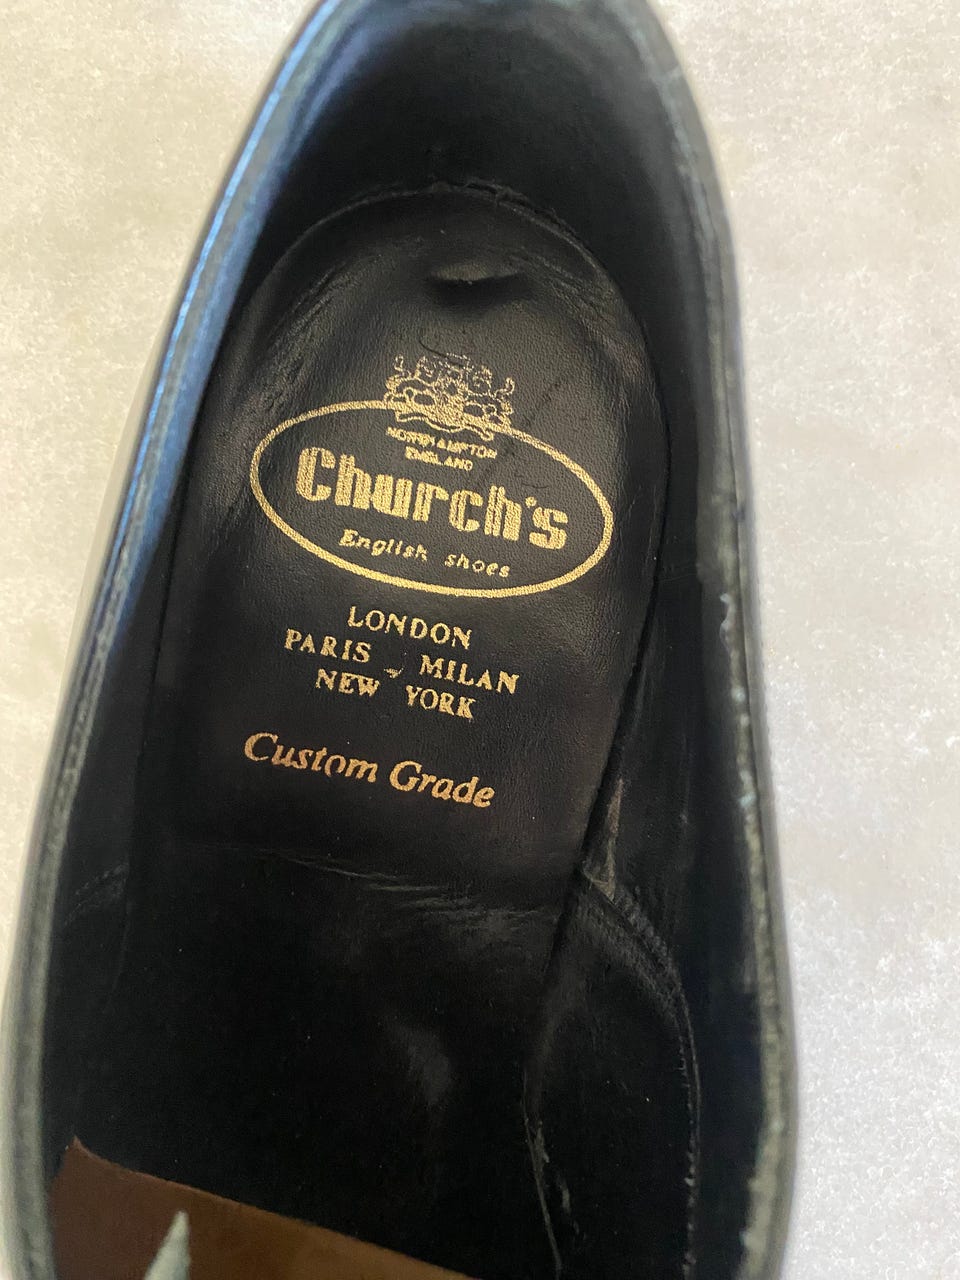 NORTHAMPTON
ENGLAND
Church's
English shoes
LONDON
PARIS - MILAN
NEW YORK
Custom Grade